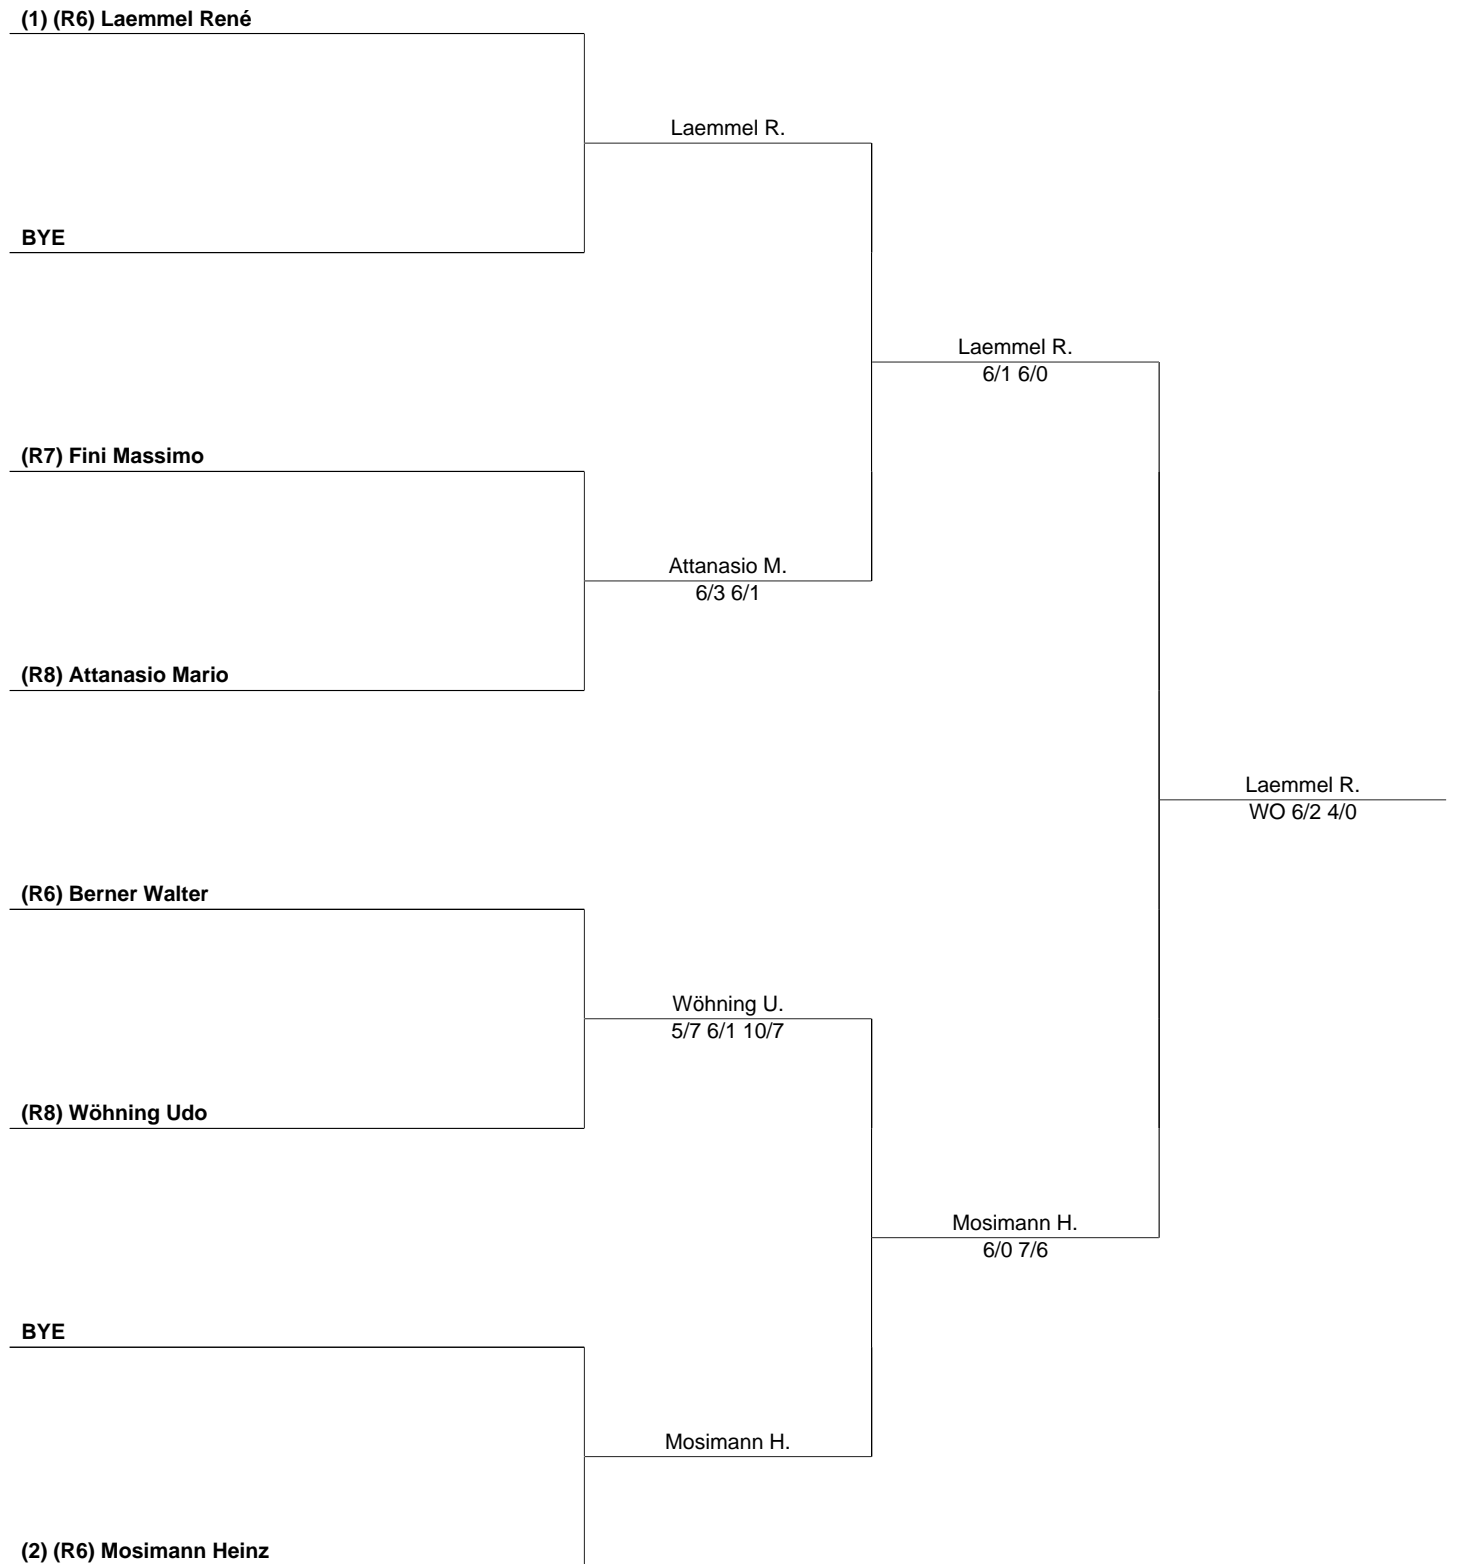 (1) (R6) Laemmel René
Laemmel R.
BYE
Laemmel R.
6/1 6/0
(R7) Fini Massimo
Attanasio M.
6/3 6/1
(R8) Attanasio Mario
Laemmel R.
WO 6/2 4/0
(R6) Berner Walter
Wöhning U.
5/7 6/1 10/7
(R8) Wöhning Udo
Mosimann H.
6/0 7/6
BYE
Mosimann H.
(2) (R6) Mosimann Heinz